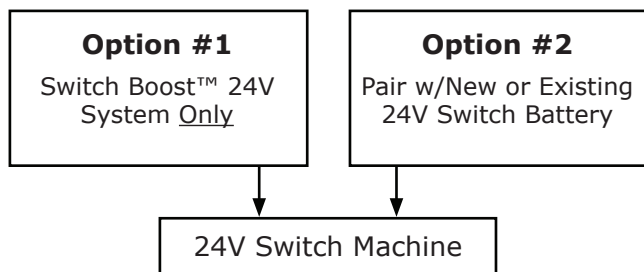 Option #1
Switch Boost™ 24V
System Only
Option #2
Pair w/New or Existing
24V Switch Battery
24V Switch Machine